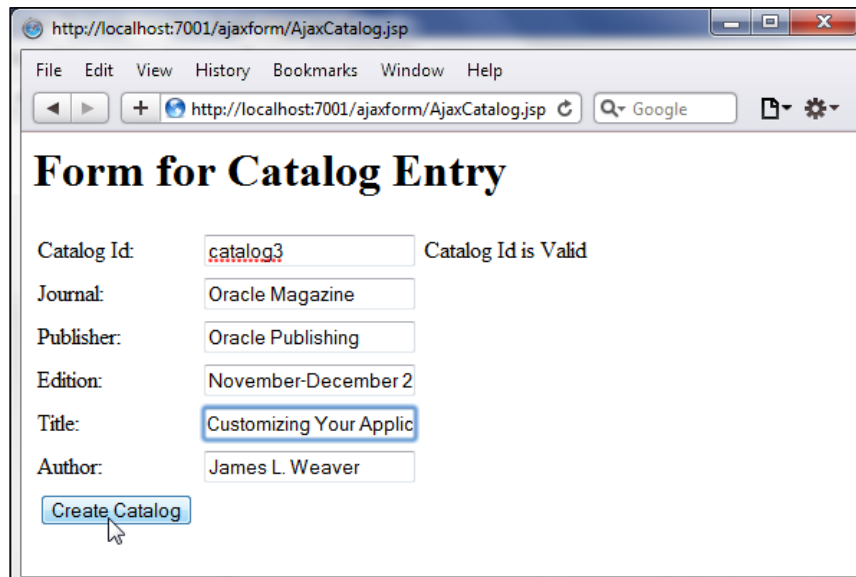 http://localhost:7001/ajaxform/AjaxCatalog.jsp
File Edit View History Bookmarks Window Help
http://localhost:7001/ajaxform/AjaxCatalog.jsp Google
Form for Catalog Entry
Catalog Id: catalog3 Catalog Id is Valid
Journal: Oracle Magazine
Publisher: Oracle Publishing
Edition: November-December 2
Title: Customizing Your Applic
Author: James L. Weaver
Create Catalog